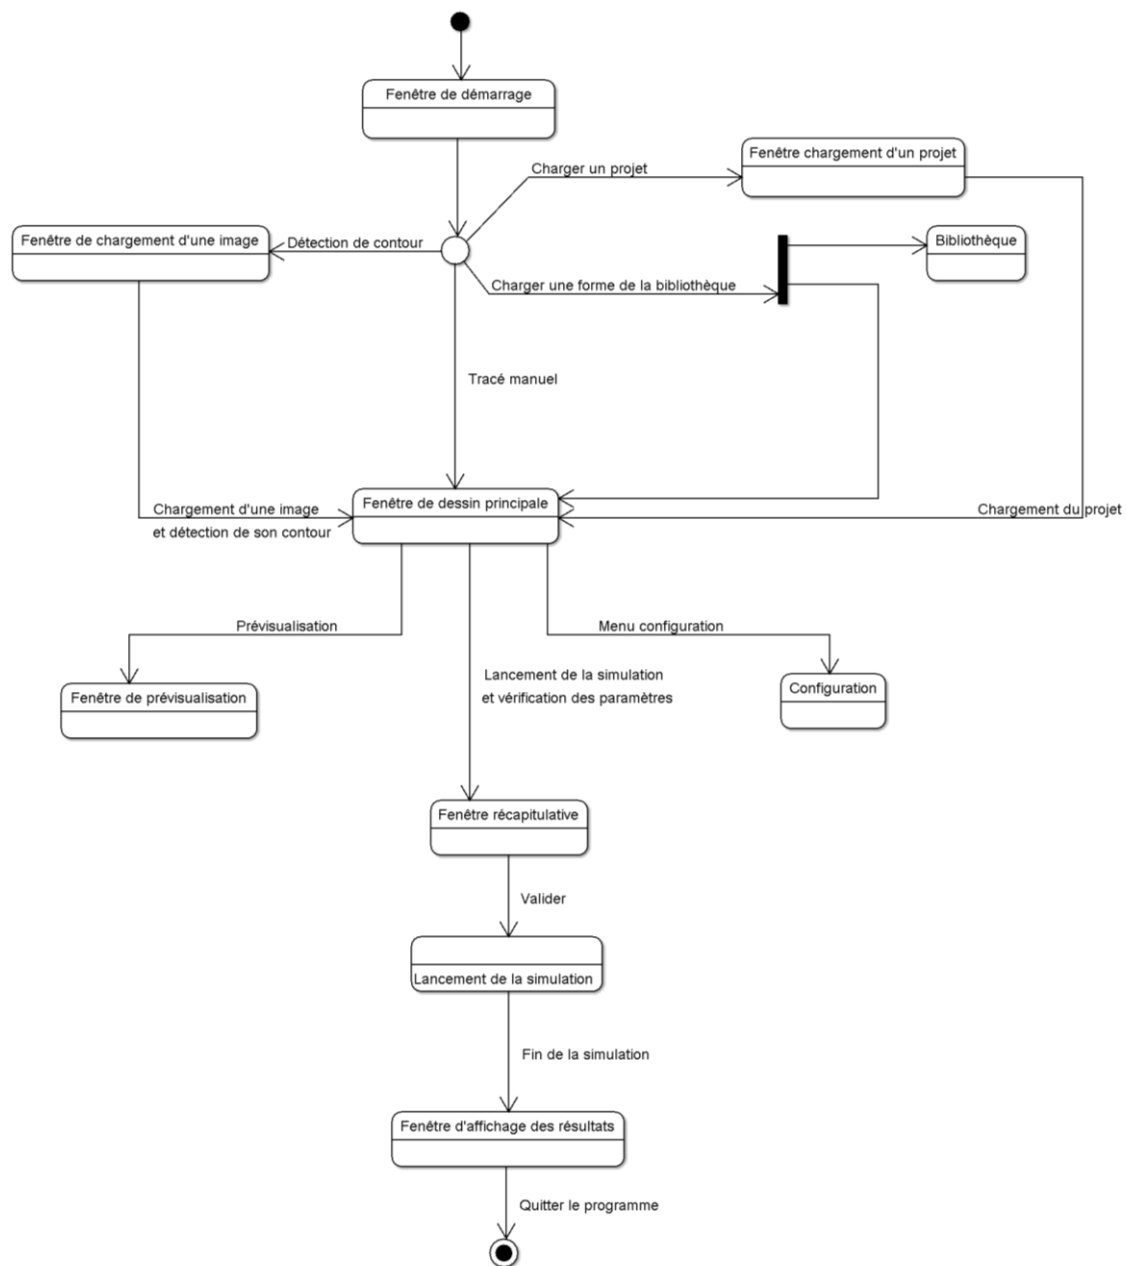 Fenêtre de démarrage
Fenêtre chargement d'un projet
Charger un projet
Fenêtre de chargement d'une image
Détection de contour
Bibliothèque
Charger une forme de la bibliothèque
Tracé manuel
Fenêtre de dessin principale
Chargement d'une image
et détection de son contour
Chargement du projet
Prévisualisation
Menu configuration
Lancement de la simulation
et vérification des paramètres
Fenêtre de prévisualisation
Configuration
Fenêtre récapitulative
Valider
Lancement de la simulation
Fin de la simulation
Fenêtre d'affichage des résultats
Quitter le programme